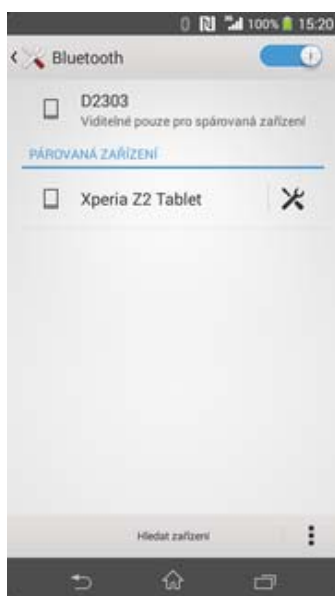 100% 15:20
Bluetooth
D2303
Viditelné pouze pro spárovaná zařízení
PÁROVANÁ ZAŘÍZENÍ
Xperia Z2 Tablet
Hledat zařízení